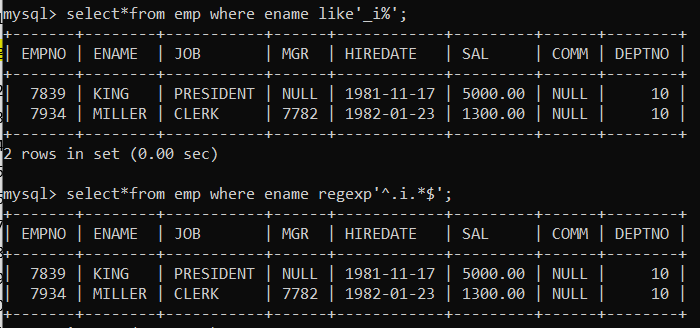 mysql> select*from emp where ename like'_i%';
+-------+--------+-----------+------+------------+---------+------+--------+
| EMPNO | ENAME  | JOB       | MGR  | HIREDATE   | SAL     | COMM | DEPTNO |
+-------+--------+-----------+------+------------+---------+------+--------+
|  7839 | KING   | PRESIDENT | NULL | 1981-11-17 | 5000.00 | NULL |     10 |
|  7934 | MILLER | CLERK     | 7782 | 1982-01-23 | 1300.00 | NULL |     10 |
+-------+--------+-----------+------+------------+---------+------+--------+
2 rows in set (0.00 sec)
mysql> select*from emp where ename regexp'^.i.*$';
+-------+--------+-----------+------+------------+---------+------+--------+
| EMPNO | ENAME  | JOB       | MGR  | HIREDATE   | SAL     | COMM | DEPTNO |
+-------+--------+-----------+------+------------+---------+------+--------+
|  7839 | KING   | PRESIDENT | NULL | 1981-11-17 | 5000.00 | NULL |     10 |
|  7934 | MILLER | CLERK     | 7782 | 1982-01-23 | 1300.00 | NULL |     10 |
+-------+--------+-----------+------+------------+---------+------+--------+